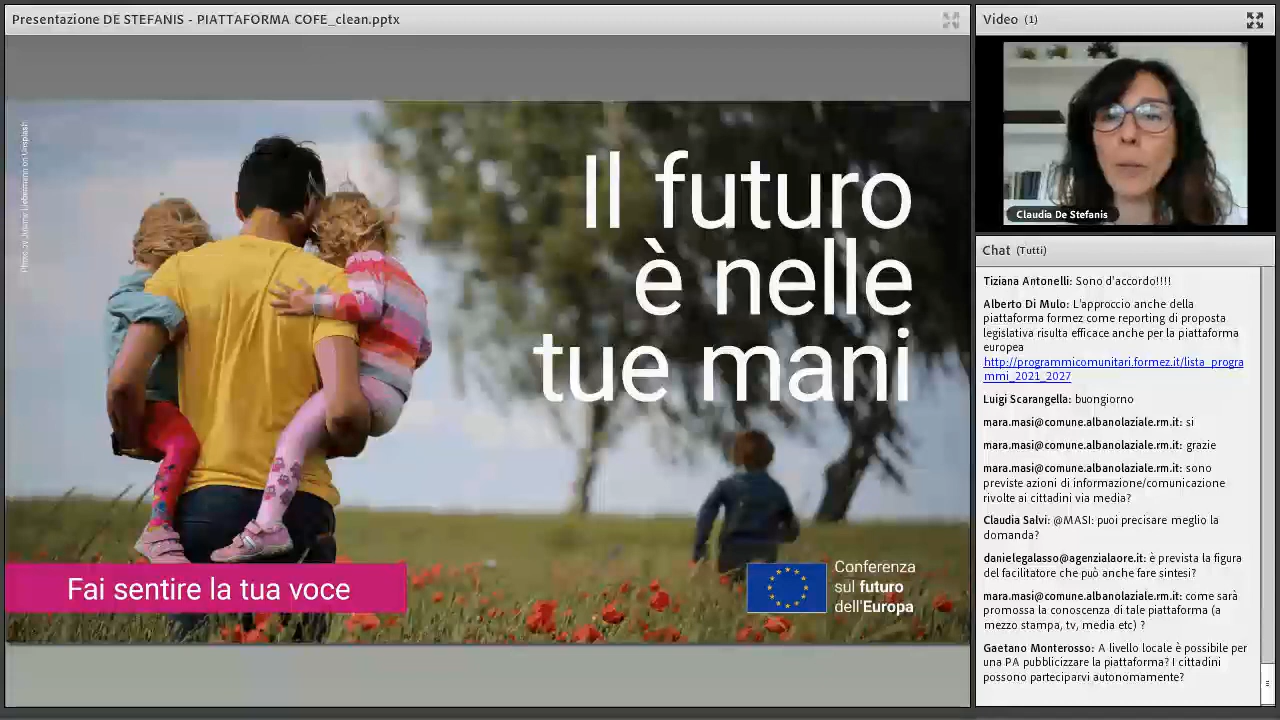 Presentazione DE STEFANIS - PIATTAFORMA COFE_clean.pptx
Il futuro
è nelle
tue mani
Fai sentire la tua voce
Conferenza
sul futuro
dell'Europa
Video (1)
Claudia De Stefanis
Chat (Tutti)
Tiziana Antonelli: Sono d'accordo!!!!
Alberto Di Mulo: L'approccio anche della
piattaforma formez come reporting di proposta
legislativa risulta efficace anche per la piattaforma
europea
http://programmicomunitari.formez.it/lista_progra
mmi_2021_2027
Luigi Scarangella: buongiorno
mara.masi@comune.albanolaziale.rm.it: si
mara.masi@comune.albanolaziale.rm.it: grazie
mara.masi@comune.albanolaziale.rm.it: sono
previste azioni di informazione/comunicazione
rivolte ai cittadini via media?
Claudia Salvi: @MASI: puoi precisare meglio la
domanda?
danielegalasso@agenzialaore.it: è prevista la figura
del facilitatore che può anche fare sintesi?
mara.masi@comune.albanolaziale.rm.it: come sarà
promossa la conoscenza di tale piattaforma (a
mezzo stampa, tv, media etc) ?
Gaetano Monterosso: A livello locale è possibile per
una PA pubblicizzare la piattaforma? I cittadini
possono parteciparvi autonomamente?